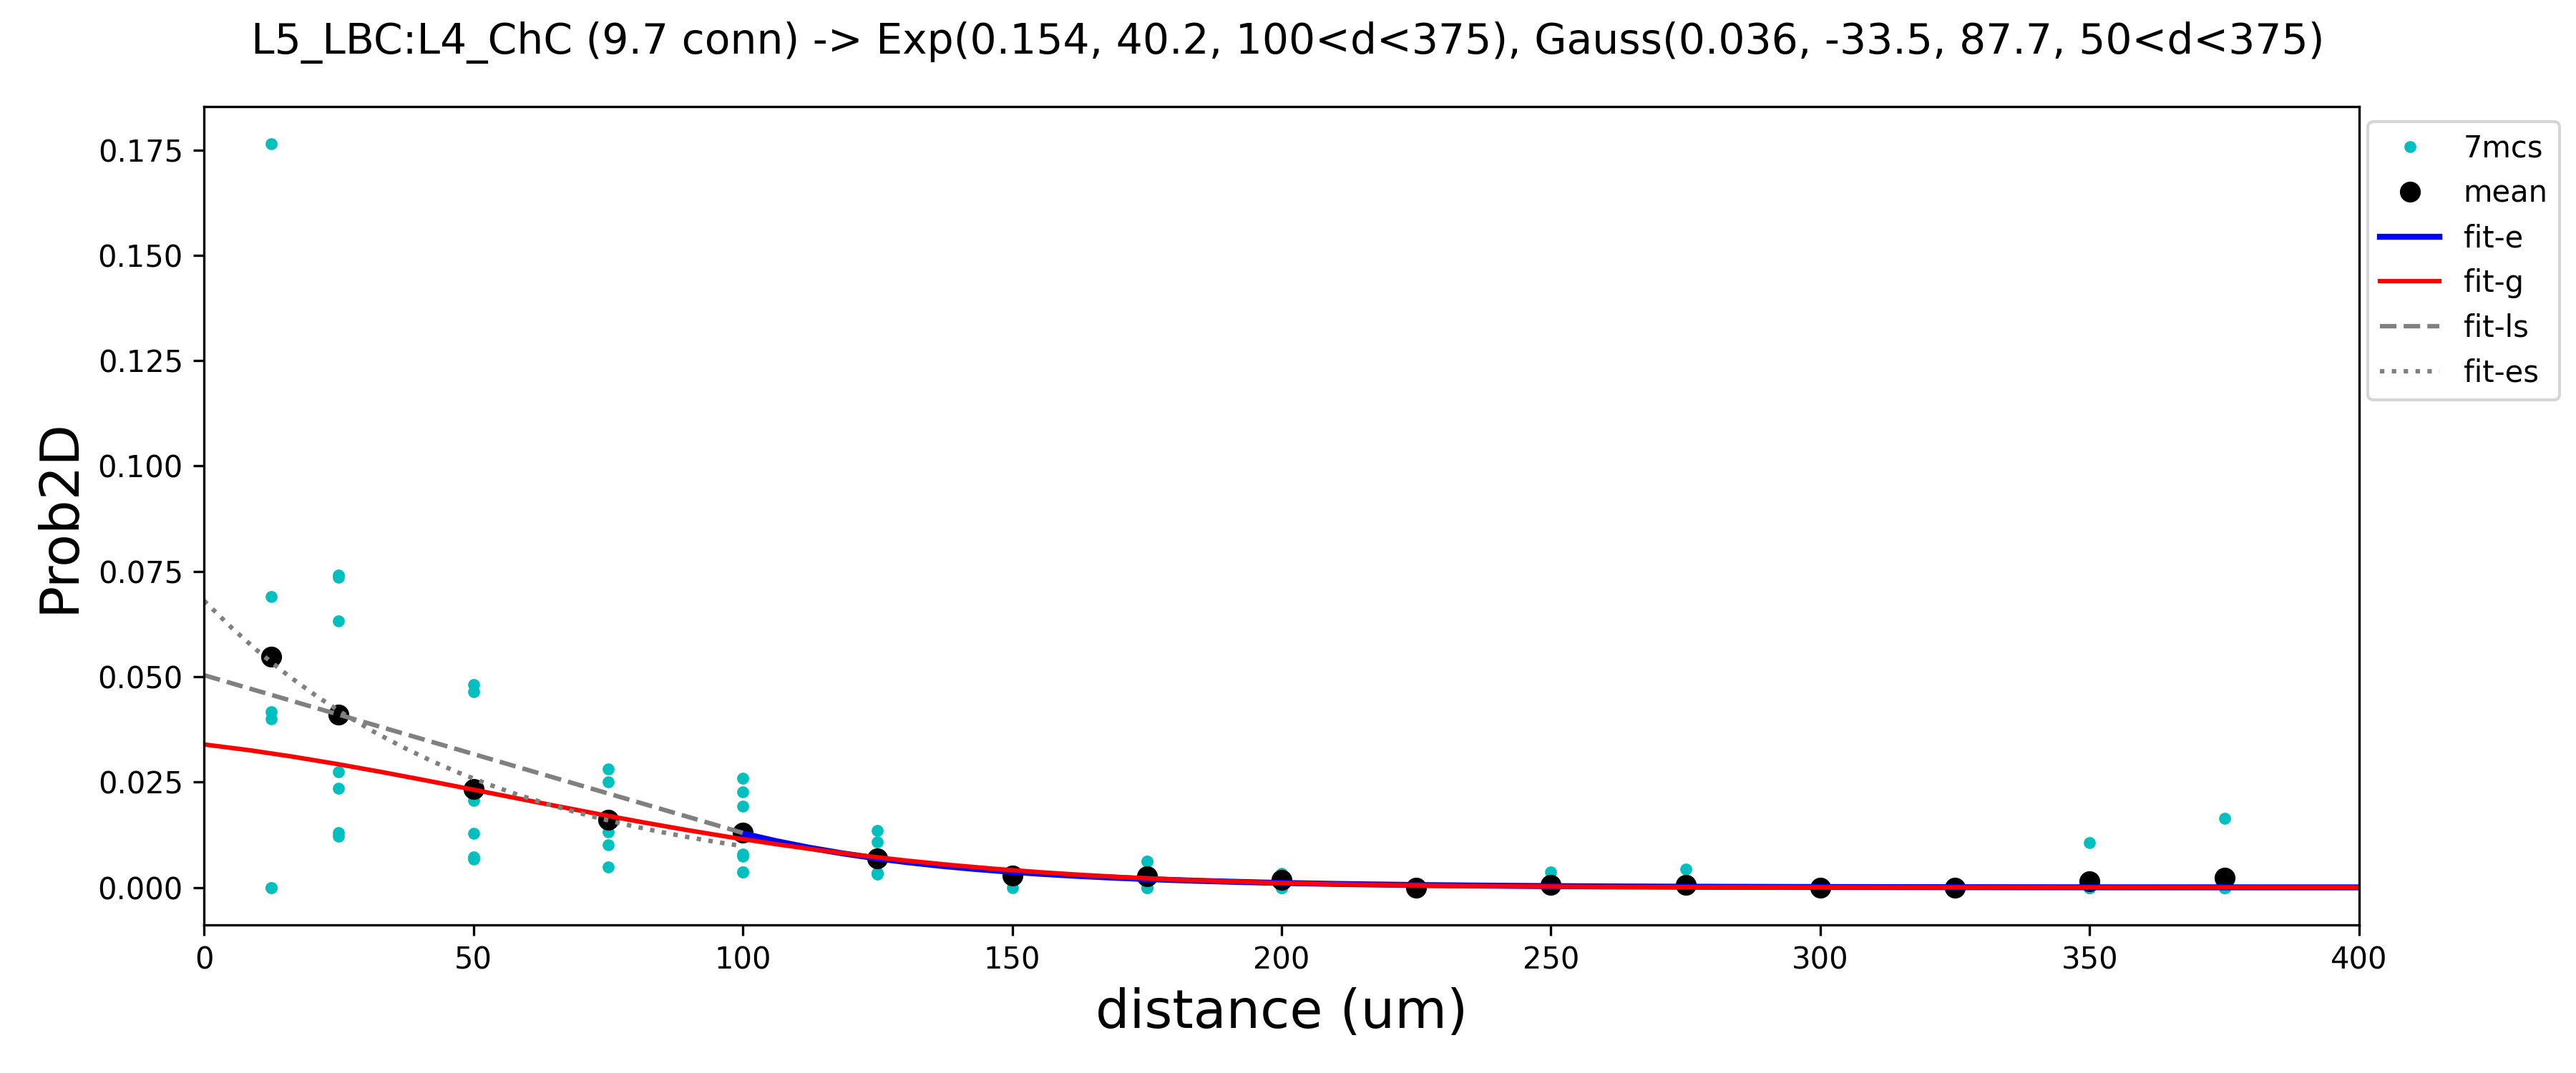 L5_LBC:L4_ChC (9.7 conn) -> Exp(0.154, 40.2, 100<d<375), Gauss(0.036, -33.5, 87.7, 50<d<375)
0.175
0.150
0.125
0.100
0.075
0.050
0.025
0.000
Prob2D
0 50 100 150 200 250 300 350 400
distance (um)
7mcs
mean
fit-e
fit-g
fit-ls
fit-es